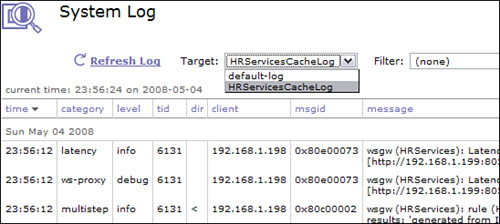 System Log
Refresh Log Target: HRServicesCacheLog Filter: (none)
default-log
HRServicesCacheLog
current time: 23:56:24 on 2008-05-04
time category level tid dir client msgid message
Sun May 04 2008
23:56:12 latency info 6131 192.168.1.198 0x80e00073 wsgw (HRServices): Latenc
[http://192.168.1.199:80
23:56:12 ws-proxy debug 6131 192.168.1.198 0x80e00073 wsgw (HRServices): Latenc
[http://192.168.1.199:80
23:56:12 multistep info 6131 < 192.168.1.198 0x80c00002 wsgw (HRServices): rule (H
results: 'generated from